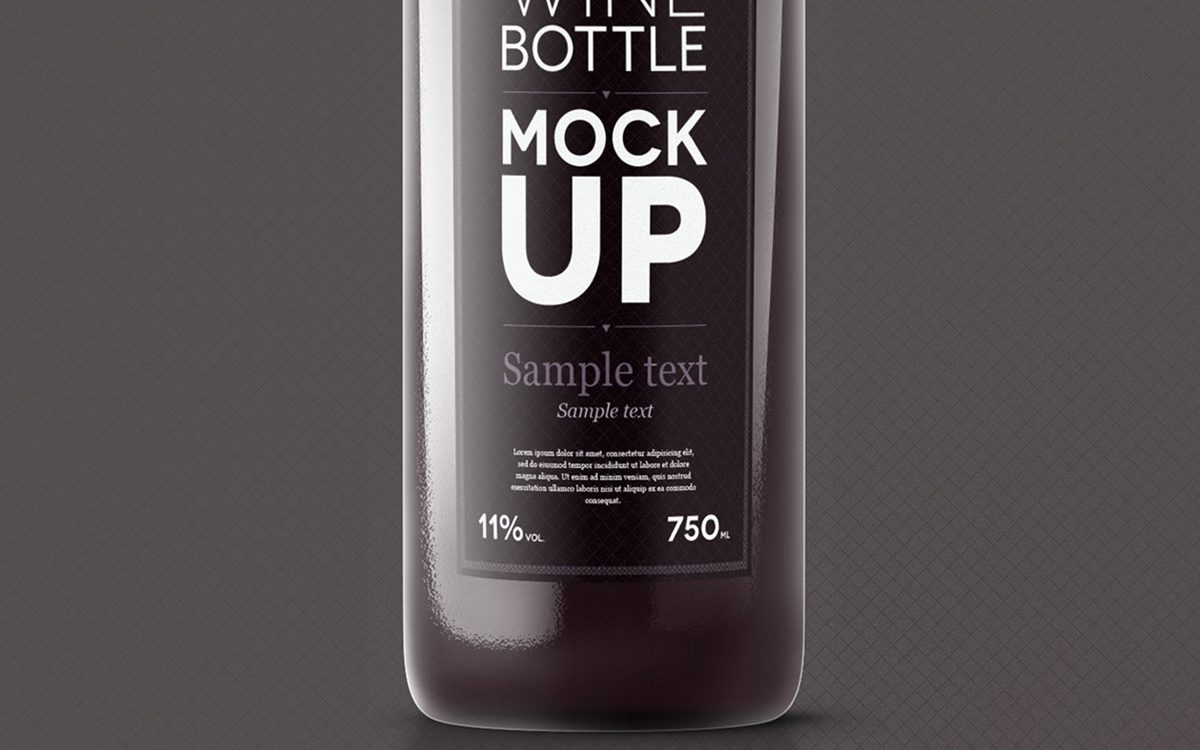 WINE
BOTTLE
MOCK
UP
Sample text
Sample text
Lorem ipsum dolor sit amet, consectetur adipisicing elit,
sed do eiusmod tempor incididunt ut labore et dolore
magna aliqua. Ut enim ad minim veniam, quis nostrud
exercitation ullamco laboris nisi ut aliquip ex ea commodo
consequat.
11% VOL. 750 ML